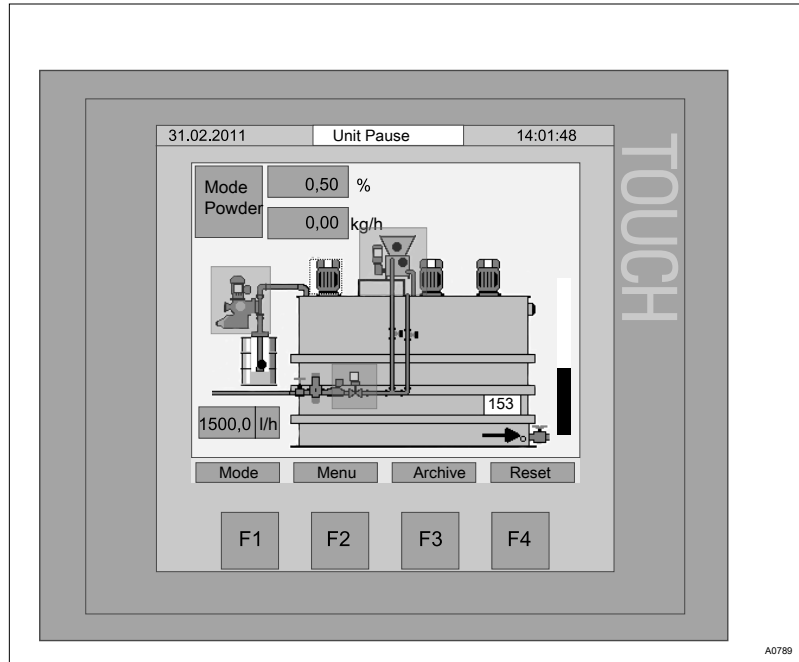 31.02.2011 Unit Pause 14:01:48
TOUCH
Mode
Powder
0,50 %
0,00 kg/h
153
1500,0 l/h
Mode Menu Archive Reset
F1 F2 F3 F4
A0789